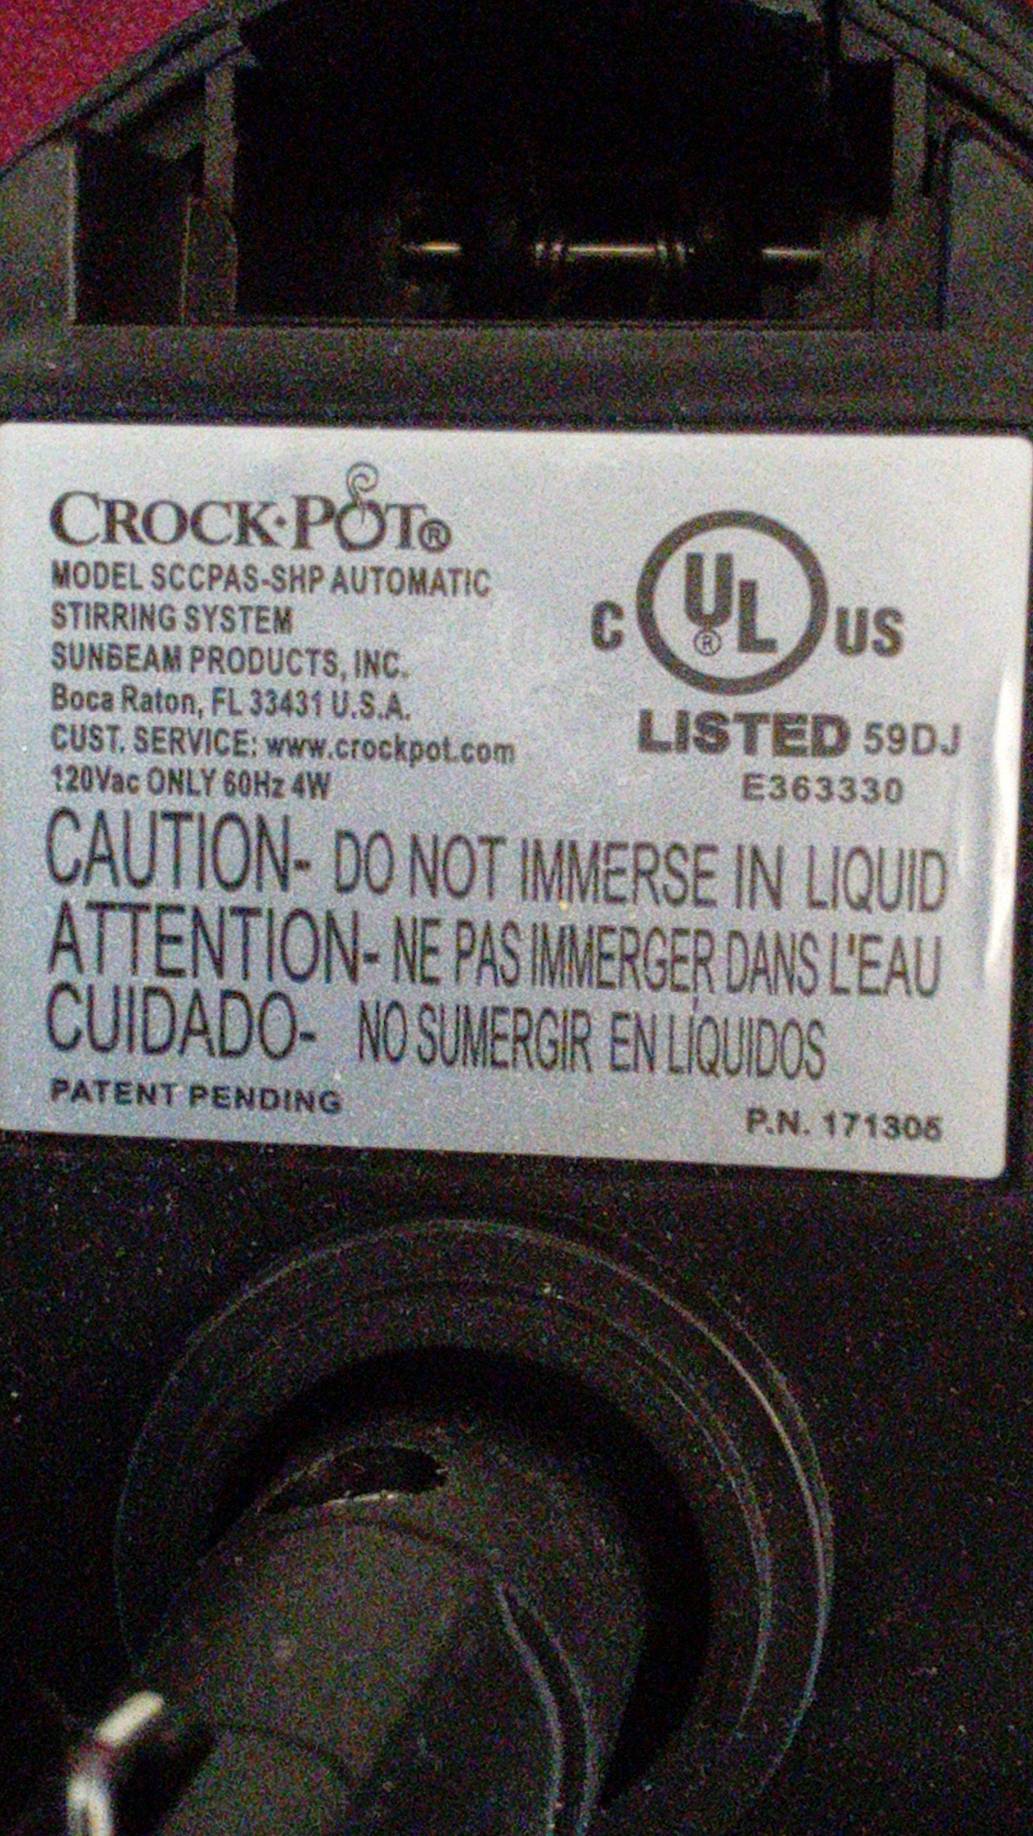 CROCK·POT®
MODEL SCCPAS-SHP AUTOMATIC
STIRRING SYSTEM
SUNBEAM PRODUCTS, INC.
Boca Raton, FL 33431 U.S.A.
CUST. SERVICE: www.crockpot.com
120Vac ONLY 60Hz 4W
C UL® US
LISTED 59DJ
E363330
CAUTION- DO NOT IMMERSE IN LIQUID
ATTENTION- NE PAS IMMERGER DANS L'EAU
CUIDADO- NO SUMERGIR EN LÍQUIDOS
PATENT PENDING
P.N. 171305